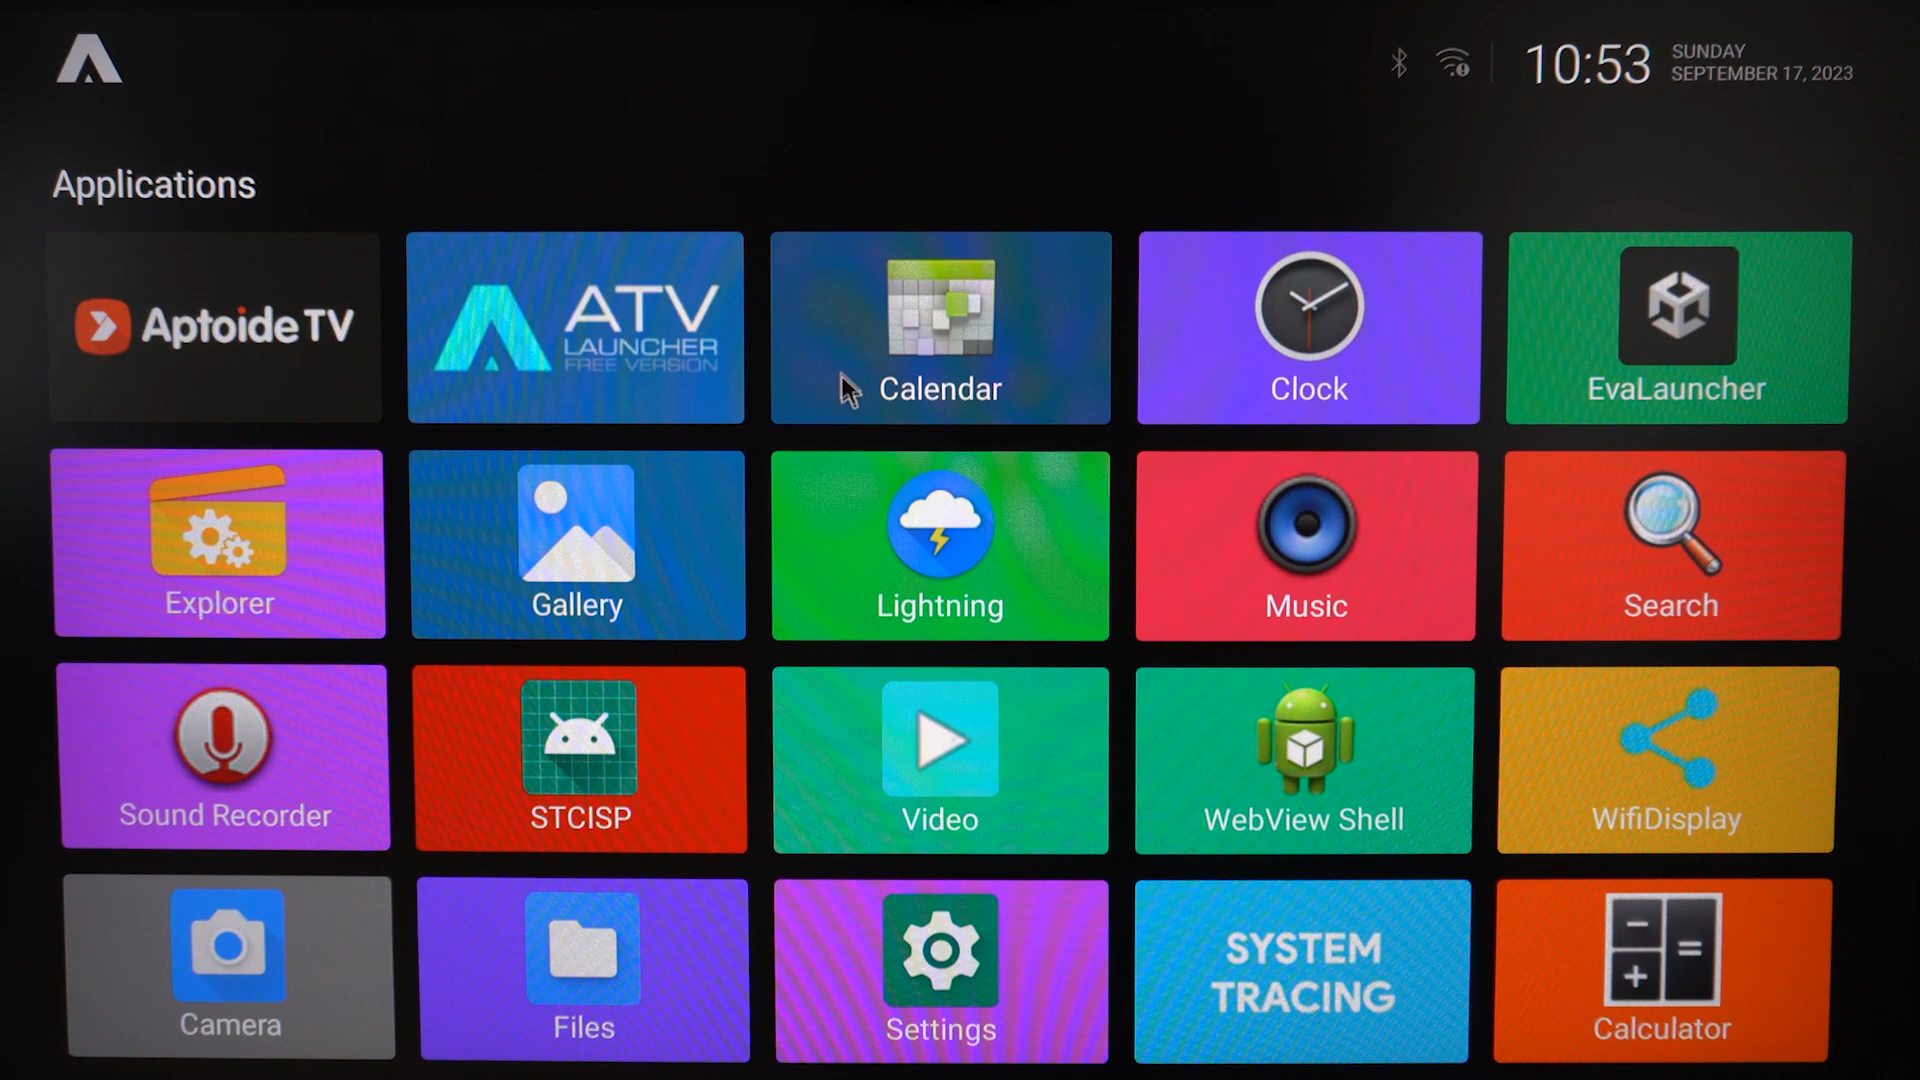 10:53
SUNDAY
SEPTEMBER 17, 2023
Applications
Aptoide TV
ATV
LAUNCHER
FREE VERSION
Calendar
Clock
EvaLauncher
Explorer
Gallery
Lightning
Music
Search
Sound Recorder
STCISP
Video
WebView Shell
WifiDisplay
Camera
Files
Settings
SYSTEM
TRACING
Calculator